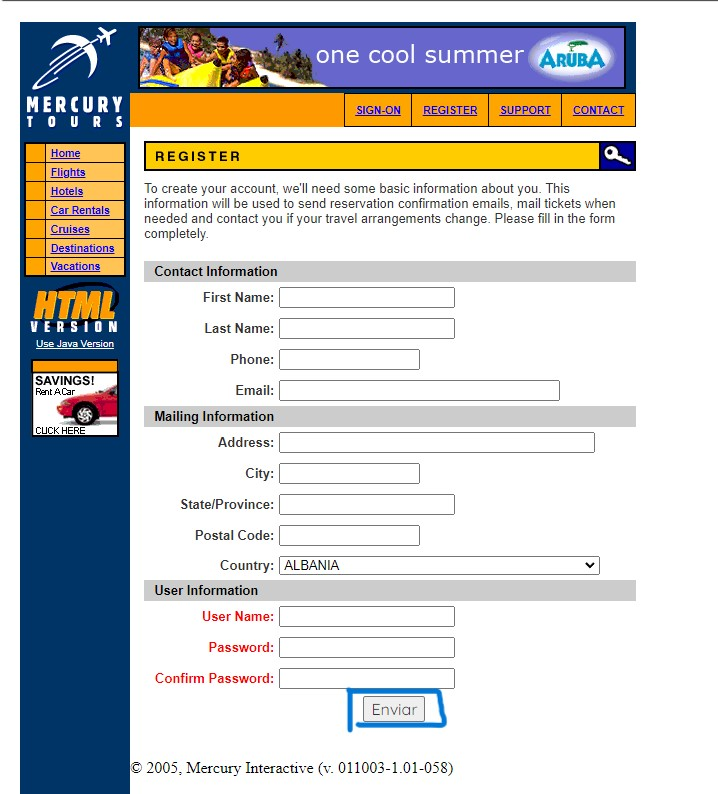 one cool summer ARUBA
MERCURY
TOURS
SIGN-ON REGISTER SUPPORT CONTACT
Home
Flights
Hotels
Car Rentals
Cruises
Destinations
Vacations
HTML
VERSION
Use Java Version
SAVINGS!
Rent A Car
CLICK HERE
REGISTER
To create your account, we'll need some basic information about you. This
information will be used to send reservation confirmation emails, mail tickets when
needed and contact you if your travel arrangements change. Please fill in the form
completely.
Contact Information
First Name:
Last Name:
Phone:
Email:
Mailing Information
Address:
City:
State/Province:
Postal Code:
Country: ALBANIA
User Information
User Name:
Password:
Confirm Password:
Enviar
© 2005, Mercury Interactive (v. 011003-1.01-058)